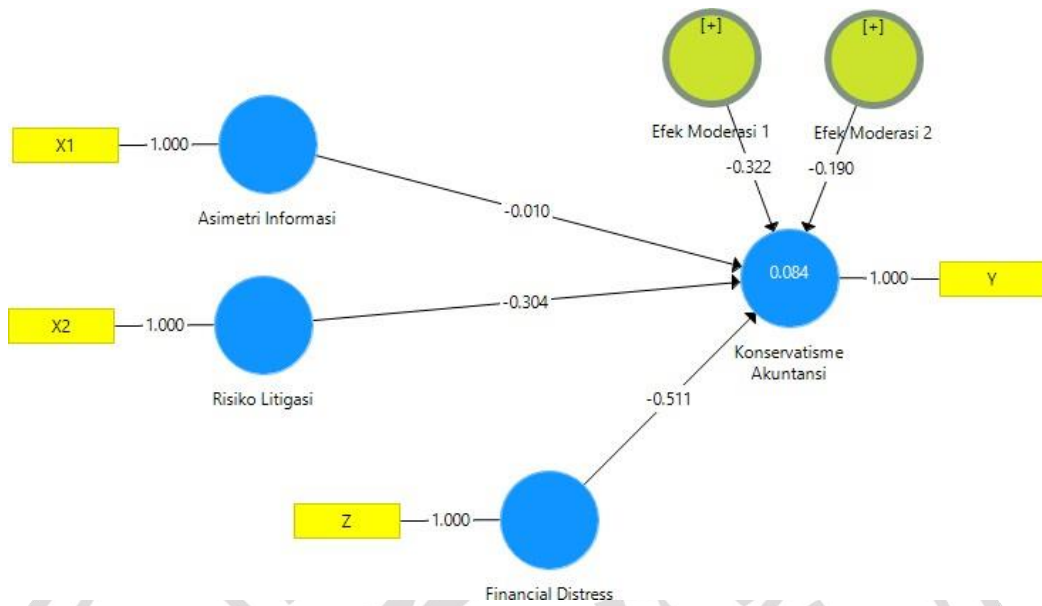 [+]
[+]
Efek Moderasi 1
Efek Moderasi 2
X1
1.000
-0.322
-0.190
Asimetri Informasi
-0.010
0.084
1.000
Y
X2
1.000
-0.304
Konservatisme
Akuntansi
Risiko Litigasi
-0.511
Z
1.000
Financial Distress